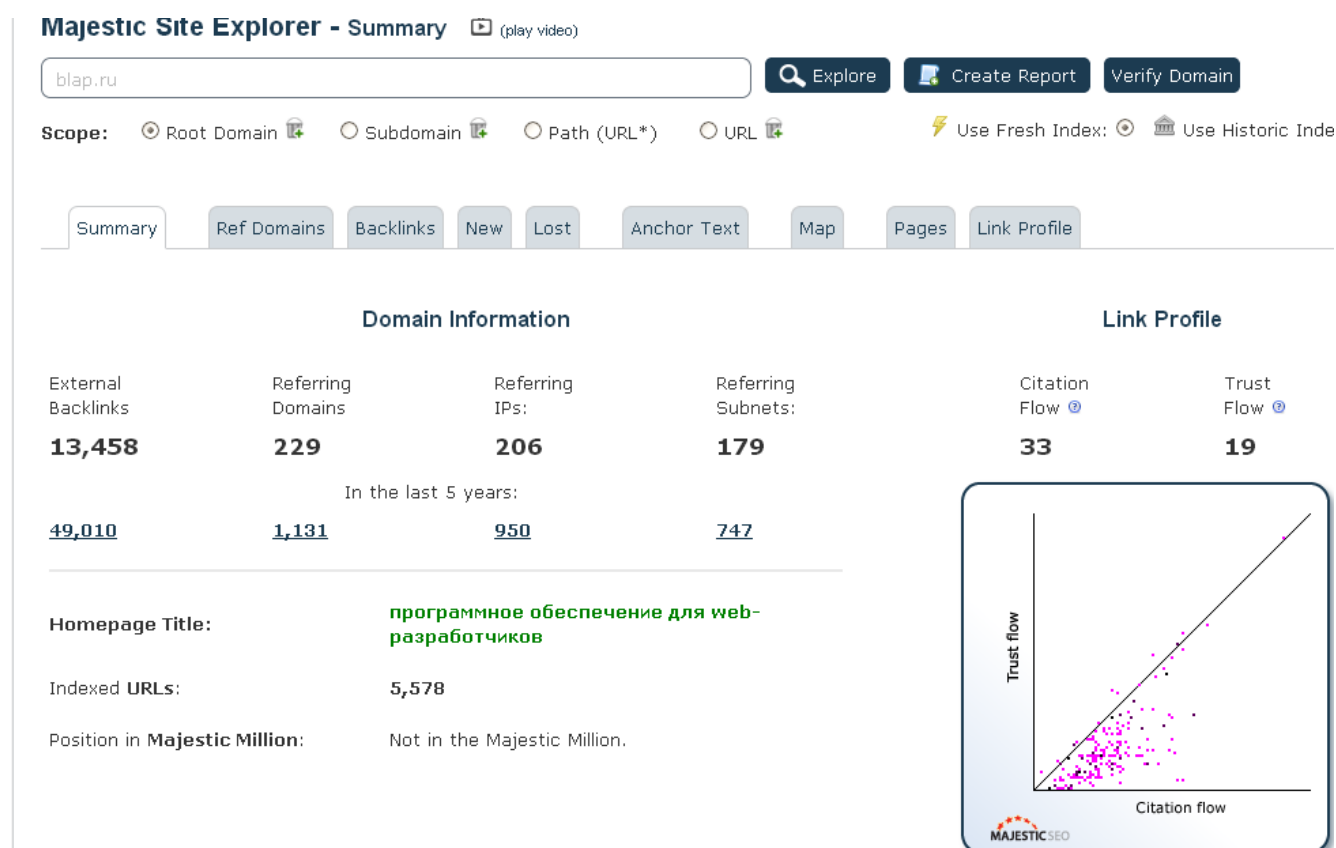 Majestic Site Explorer - Summary (play video)
blap.ru Explore Create Report Verify Domain
Scope: Root Domain Subdomain Path (URL*) URL Use Fresh Index: Use Historic Inde
Summary Ref Domains Backlinks New Lost Anchor Text Map Pages Link Profile
Domain Information Link Profile
External Referring Referring Referring Citation Trust
Backlinks Domains IPs: Subnets: Flow Flow
13,458 229 206 179 33 19
In the last 5 years:
49,010 1,131 950 747
Homepage Title: программное обеспечение для web-
разработчиков
Indexed URLs: 5,578
Position in Majestic Million: Not in the Majestic Million.
Trust flow
Citation flow
MAJESTICSEO